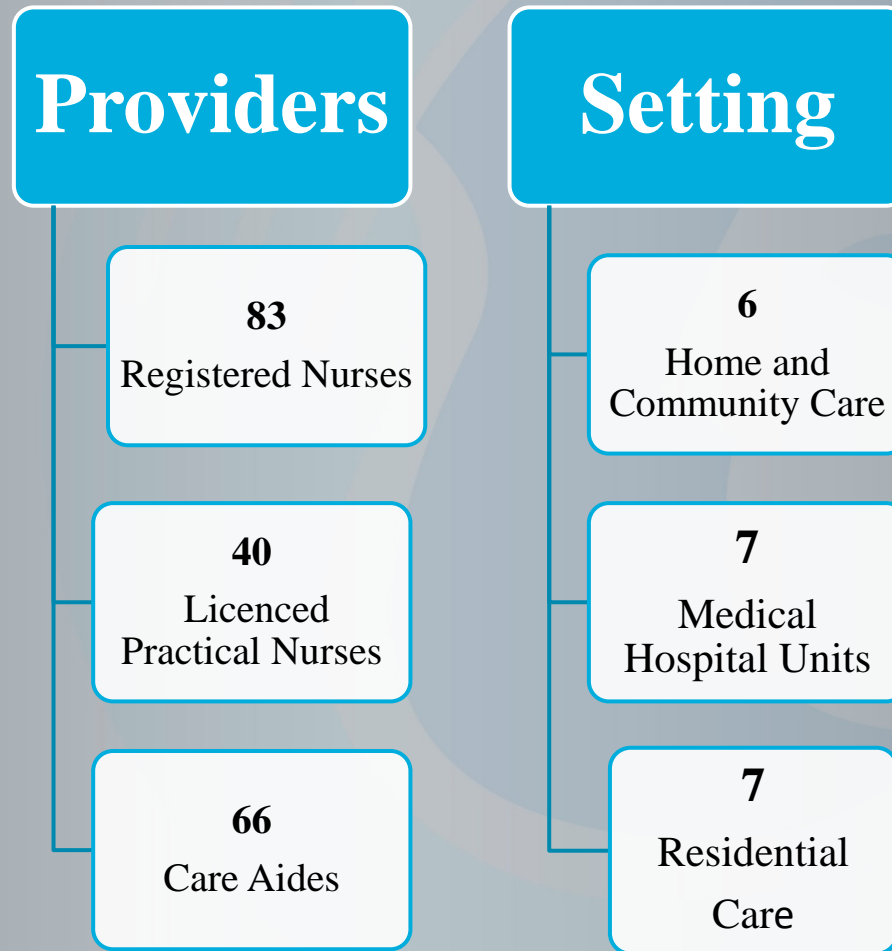 Providers
83
Registered Nurses
40
Licenced
Practical Nurses
66
Care Aides
Setting
6
Home and
Community Care
7
Medical
Hospital Units
7
Residential
Care